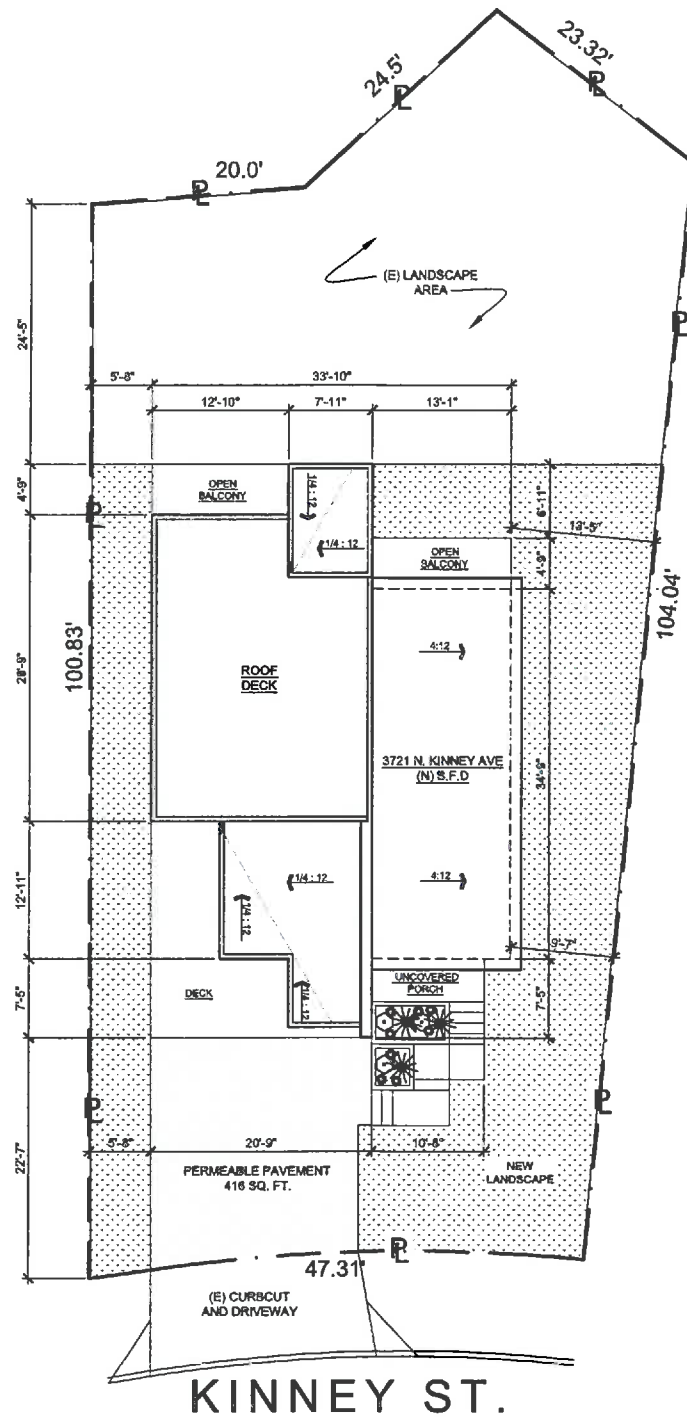 23.32'
24.5'
PL
PL
20.0'
PL
(E) LANDSCAPE
AREA
PL
24'-5"
5'-8"
33'-10"
12'-10"
7'-11"
13'-1"
4'-9"
OPEN
BALCONY
1/4 : 12
1/4 : 12
6'-11"
PL
13'-5"
OPEN
BALCONY
4'-9"
100.83'
104.04'
28'-9"
ROOF
DECK
4:12
3721 N. KINNEY AVE
(N) S.F.D
34'-9"
4:12
12'-11"
1/4 : 12
1/4 : 12
9'-7"
7'-5"
DECK
1/4 : 12
UNCOVERED
PORCH
7'-5"
PL
PL
22'-7"
5'-8"
20'-9"
10'-8"
PERMEABLE PAVEMENT
416 SQ. FT.
NEW
LANDSCAPE
PL
47.31'
(E) CURBCUT
AND DRIVEWAY
KINNEY ST.